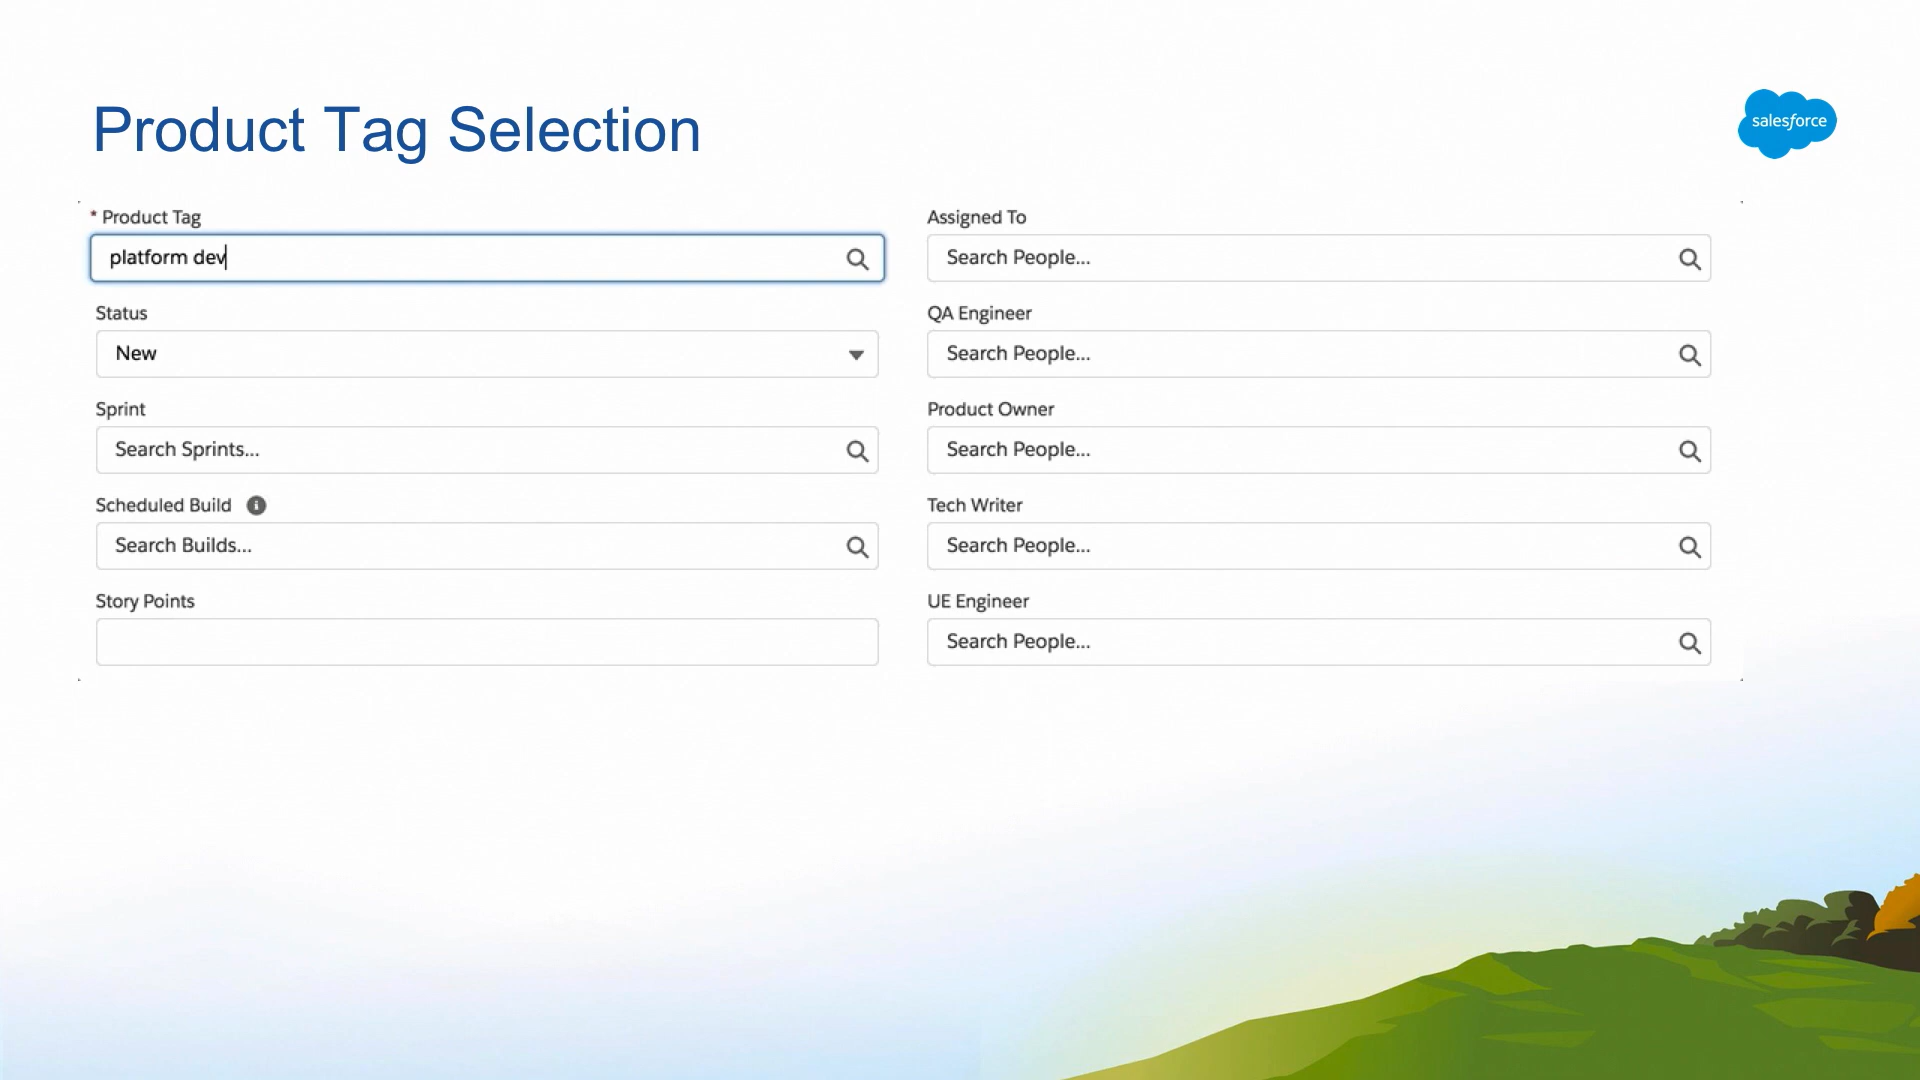 Product Tag Selection
salesforce
* Product Tag
platform dev
Status
New
Sprint
Search Sprints...
Scheduled Build
Search Builds...
Story Points
Assigned To
Search People...
QA Engineer
Search People...
Product Owner
Search People...
Tech Writer
Search People...
UE Engineer
Search People...